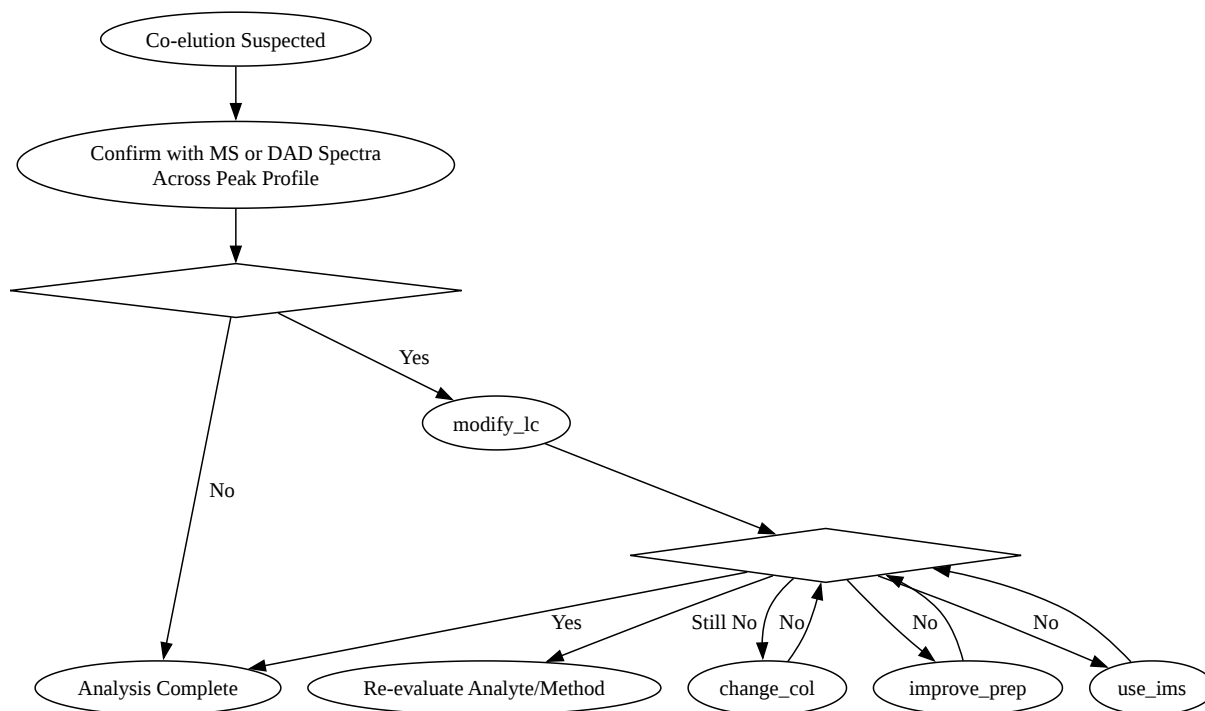 Co-elution Suspected
Confirm with MS or DAD Spectra
Across Peak Profile
Yes
modify_lc
No
Yes
Still No
No
No
No
Analysis Complete
Re-evaluate Analyte/Method
change_col
improve_prep
use_ims